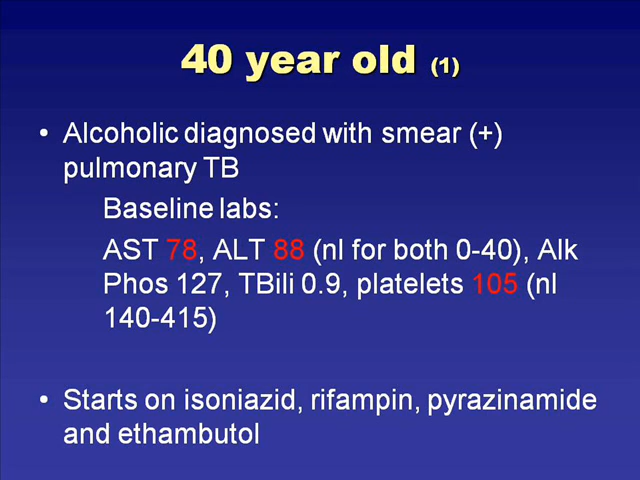 40 year old (1)
• Alcoholic diagnosed with smear (+)
pulmonary TB
Baseline labs:
AST 78, ALT 88 (nl for both 0-40), Alk
Phos 127, TBili 0.9, platelets 105 (nl
140-415)
• Starts on isoniazid, rifampin, pyrazinamide
and ethambutol